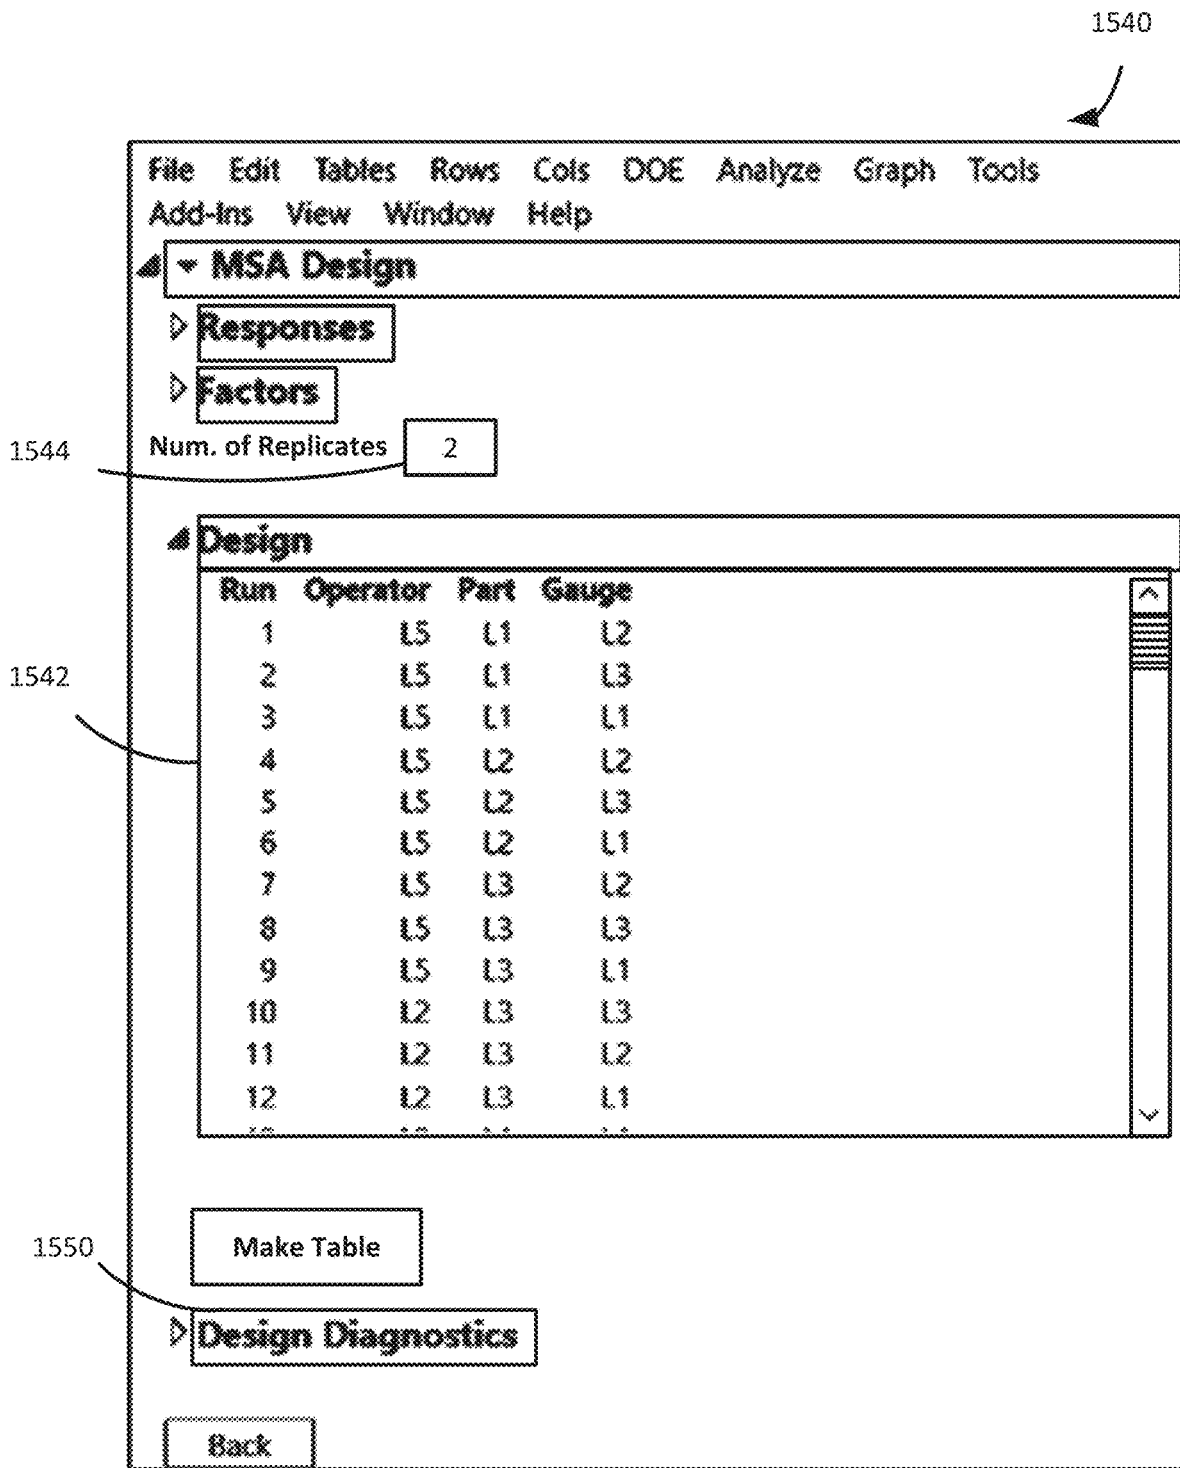 1540
File Edit Tables Rows Cols DOE Analyze Graph Tools
Add-Ins View Window Help
MSA Design
Responses
Factors
1544
Num. of Replicates 2
Design
Run Operator Part Gauge
1 L5 L1 L2
1542
2 L5 L1 L3
3 L5 L1 L1
4 L5 L2 L2
5 L5 L2 L3
6 L5 L2 L1
7 L5 L3 L2
8 L5 L3 L3
9 L5 L3 L1
10 L2 L3 L3
11 L2 L3 L2
12 L2 L3 L1
Make Table
1550
Design Diagnostics
Back